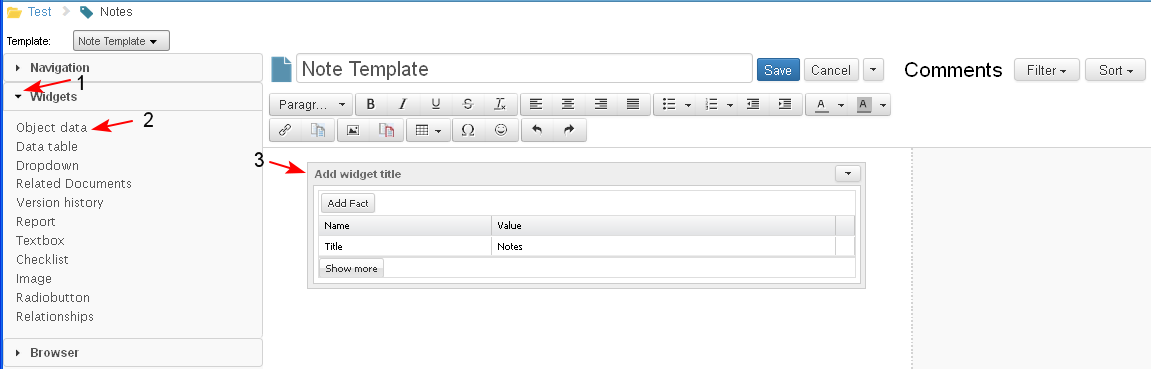 Test Notes
Template: Note Template
Navigation
1
Widgets
Object data 2
Data table
Dropdown
Related Documents
Version history
Report
Textbox
Checklist
Image
Radiobutton
Relationships
Browser
Note Template Save Cancel Comments Filter Sort
Paragr... B I U S Tx A A
Ω
3 Add widget title
Add Fact
Name Value
Title Notes
Show more